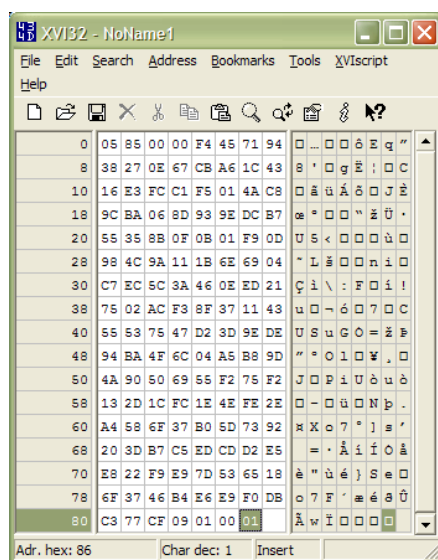 XVI32 - NoName1
File Edit Search Address Bookmarks Tools XVIscript
Help
0 05 85 00 00 F4 45 71 94 □ … □ □ ô E q ”
8 38 27 0E 67 CB A6 1C 43 8 ' □ g Ë ¦ □ C
10 16 E3 FC C1 F5 01 4A C8 □ ã ü Á õ □ J È
18 9C BA 06 8D 93 9E DC B7 œ º □ □ “ ž Ü ·
20 55 35 8B 0F 0B 01 F9 0D U 5 ‹ □ □ □ ù □
28 98 4C 9A 11 1B 6E 69 04 ˜ L š □ □ n i □
30 C7 EC 5C 3A 46 0E ED 21 Ç ì \ : F □ í !
38 75 02 AC F3 8F 37 11 43 u □ ¬ ó □ 7 □ C
40 55 53 75 47 D2 3D 9E DE U S u G Ò = ž Þ
48 94 BA 4F 6C 04 A5 B8 9D ” º O l □ ¥ ¸ □
50 4A 90 50 69 55 F2 75 F2 J □ P i U ò u ò
58 13 2D 1C FC 1E 4E FE 2E □ - □ ü □ N þ .
60 A4 58 6F 37 B0 5D 73 92 ¤ X o 7 ° ] s ’
68 20 3D B7 C5 ED CD D2 E5 = · Å í Í Ò å
70 E8 22 F9 E9 7D 53 65 18 è " ù é } S e □
78 6F 37 46 B4 E6 E9 F0 DB o 7 F ´ æ é ð Û
80 C3 77 CF 09 01 00 01 Ã w Ï □ □ □ □
Adr. hex: 86 Char dec: 1 Insert